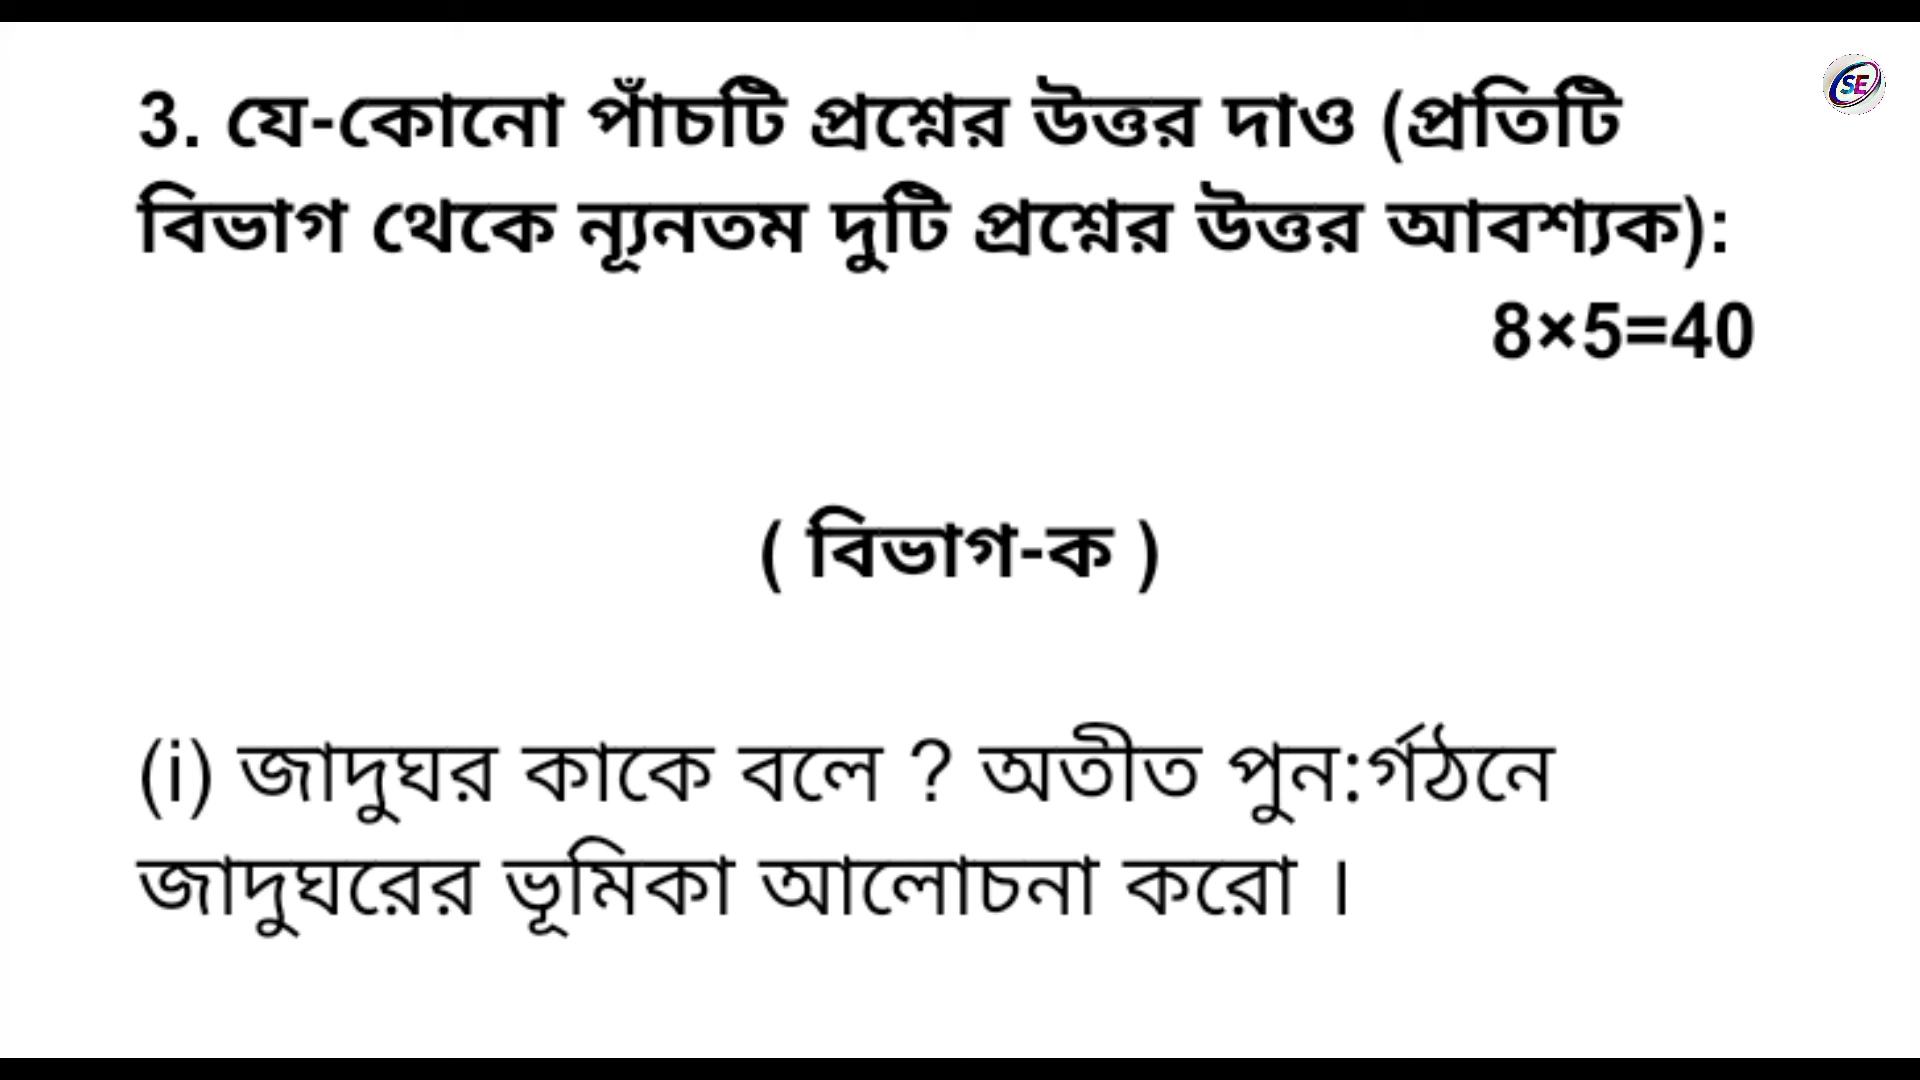 3. যে-কোনো পাঁচটি প্রশ্নের উত্তর দাও (প্রতিটি
বিভাগ থেকে ন্যূনতম দুটি প্রশ্নের উত্তর আবশ্যক):
8×5=40
( বিভাগ-ক )
(i) জাদুঘর কাকে বলে ? অতীত পুন:র্গঠনে
জাদুঘরের ভূমিকা আলোচনা করো ।
SE